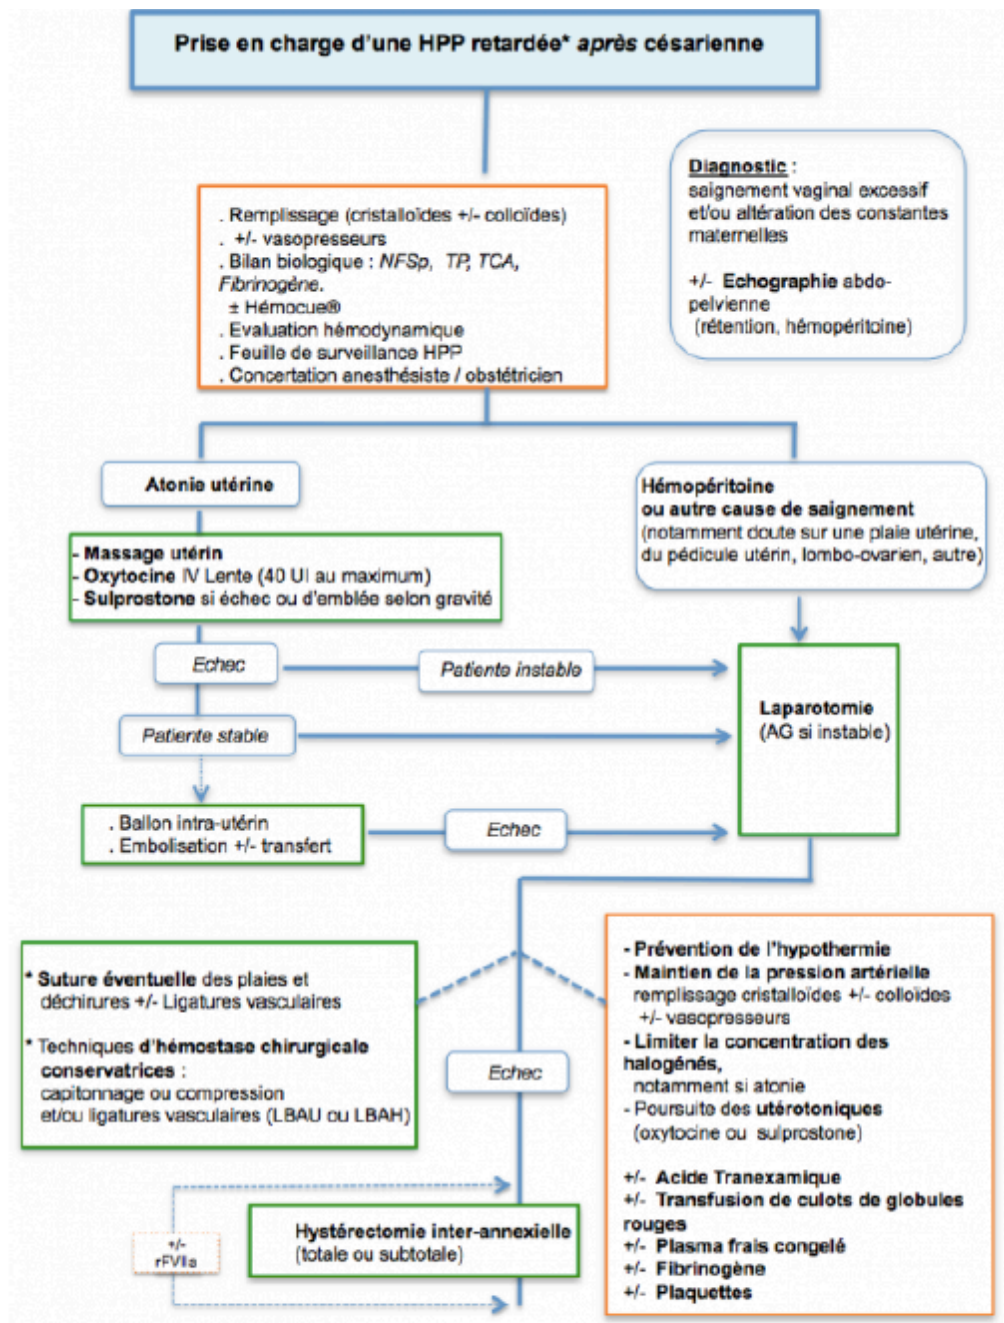 Prise en charge d'une HPP retardée* après césarienne
Diagnostic :
saignement vaginal excessif
et/ou altération des constantes
maternelles
+/- Echographie abdo-
pelvienne
(rétention, hémopéritoine)
. Remplissage (cristalloïdes +/- colloïdes)
. +/- vasopresseurs
. Bilan biologique : NFSp, TP, TCA,
Fibrinogène.
± Hémocue®
. Evaluation hémodynamique
. Feuille de surveillance HPP
. Concertation anesthésiste / obstétricien
Atonie utérine
Hémopéritoine
ou autre cause de saignement
(notamment doute sur une plaie utérine,
du pédicule utérin, lombo-ovarien, autre)
- Massage utérin
- Oxytocine IV Lente (40 UI au maximum)
- Sulprostone si échec ou d'emblée selon gravité
Echec
Patiente instable
Patiente stable
Laparotomie
(AG si instable)
. Ballon intra-utérin
. Embolisation +/- transfert
Echec
* Suture éventuelle des plaies et
déchirures +/- Ligatures vasculaires
* Techniques d'hémostase chirurgicale
conservatrices :
capitonnage ou compression
et/ou ligatures vasculaires (LBAU ou LBAH)
- Prévention de l'hypothermie
- Maintien de la pression artérielle
remplissage cristalloïdes +/- colloïdes
+/- vasopresseurs
- Limiter la concentration des
halogénés,
notamment si atonie
- Poursuite des utérotoniques
(oxytocine ou sulprostone)
+/- Acide Tranexamique
+/- Transfusion de culots de globules
rouges
+/- Plasma frais congelé
+/- Fibrinogène
+/- Plaquettes
Echec
Hystérectomie inter-annexielle
(totale ou subtotale)
+/-
rFVIIa